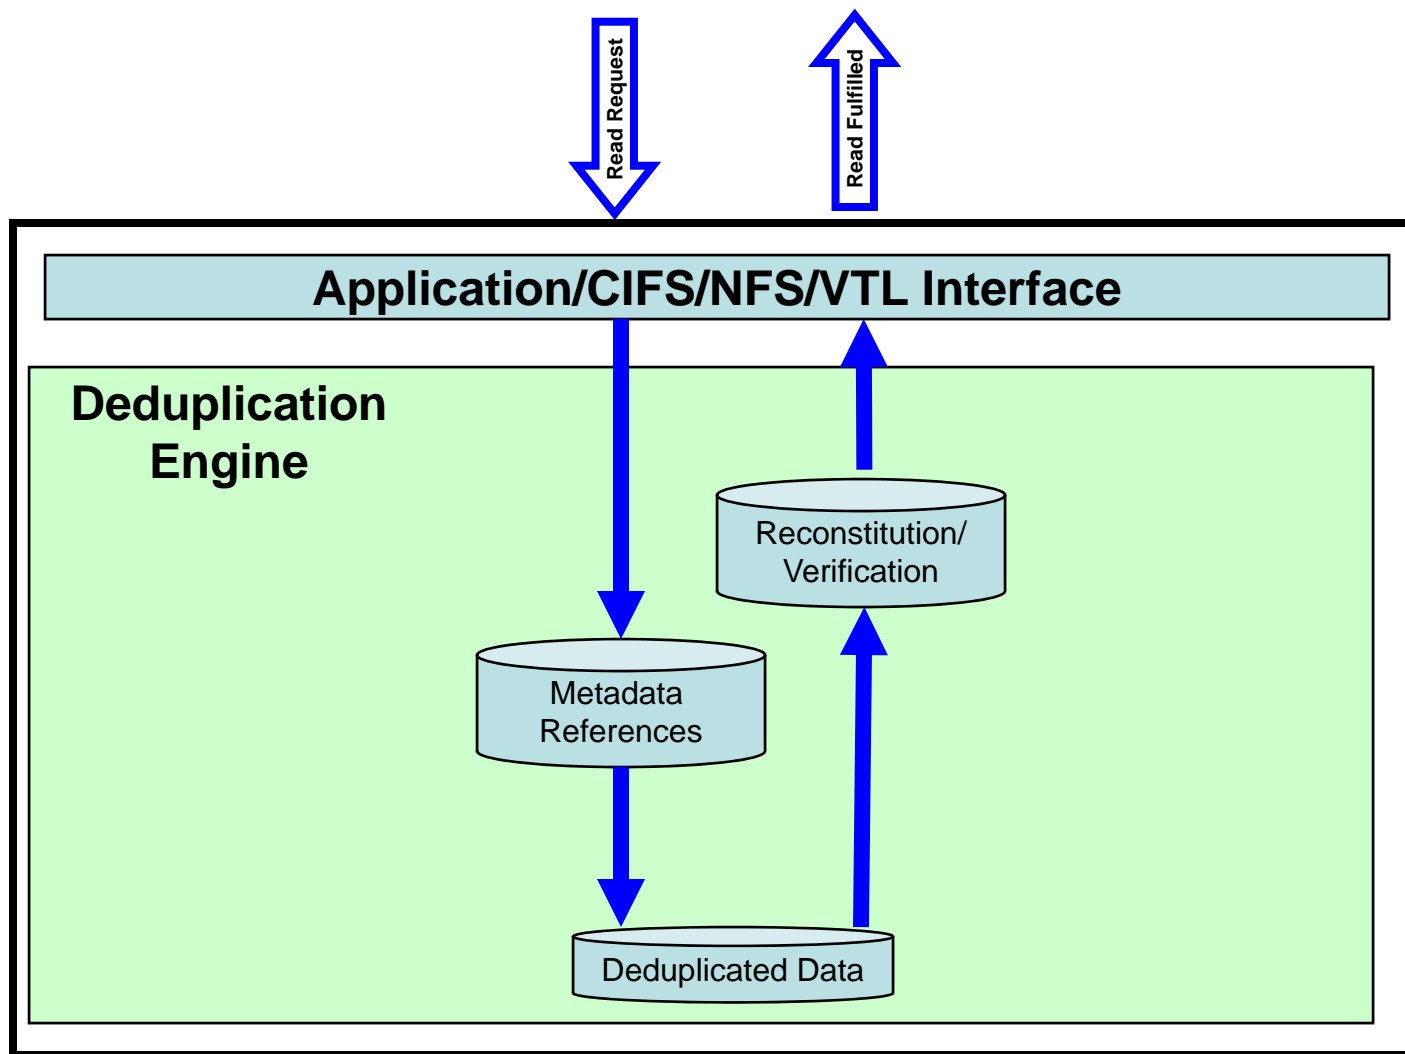 Read Request
Read Fulfilled
Application/CIFS/NFS/VTL Interface
Deduplication
Engine
Reconstitution/
Verification
Metadata
References
Deduplicated Data